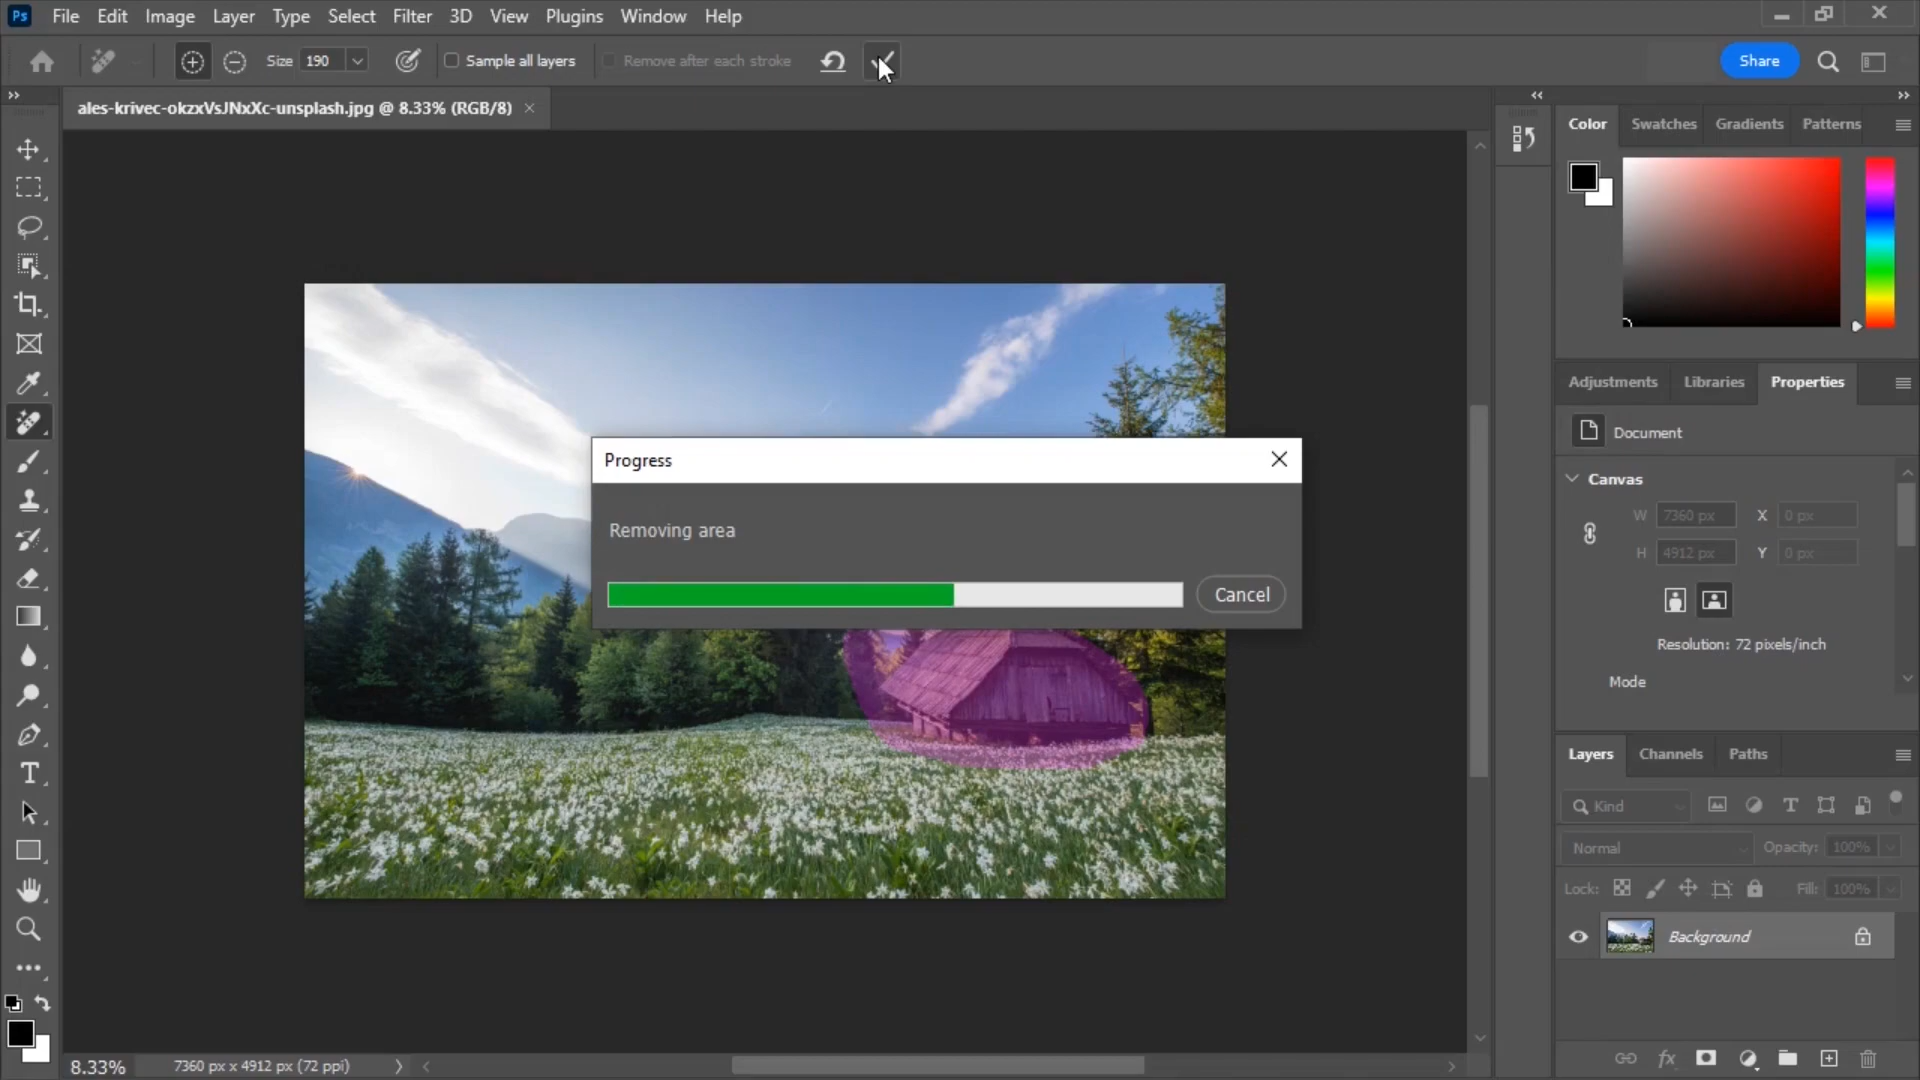 Ps File Edit Image Layer Type Select Filter 3D View Plugins Window Help
Size 190 Sample all layers Remove after each stroke Share
ales-krivec-okzxVsJNxXc-unsplash.jpg @ 8.33% (RGB/8)
Color Swatches Gradients Patterns
Adjustments Libraries Properties
Document
Canvas
W 7360 px X 0 px
H 4912 px Y 0 px
Resolution: 72 pixels/inch
Mode
Progress
Removing area
Cancel
Layers Channels Paths
Kind
Normal Opacity: 100%
Lock: Fill: 100%
Background
fx
8.33% 7360 px x 4912 px (72 ppi)